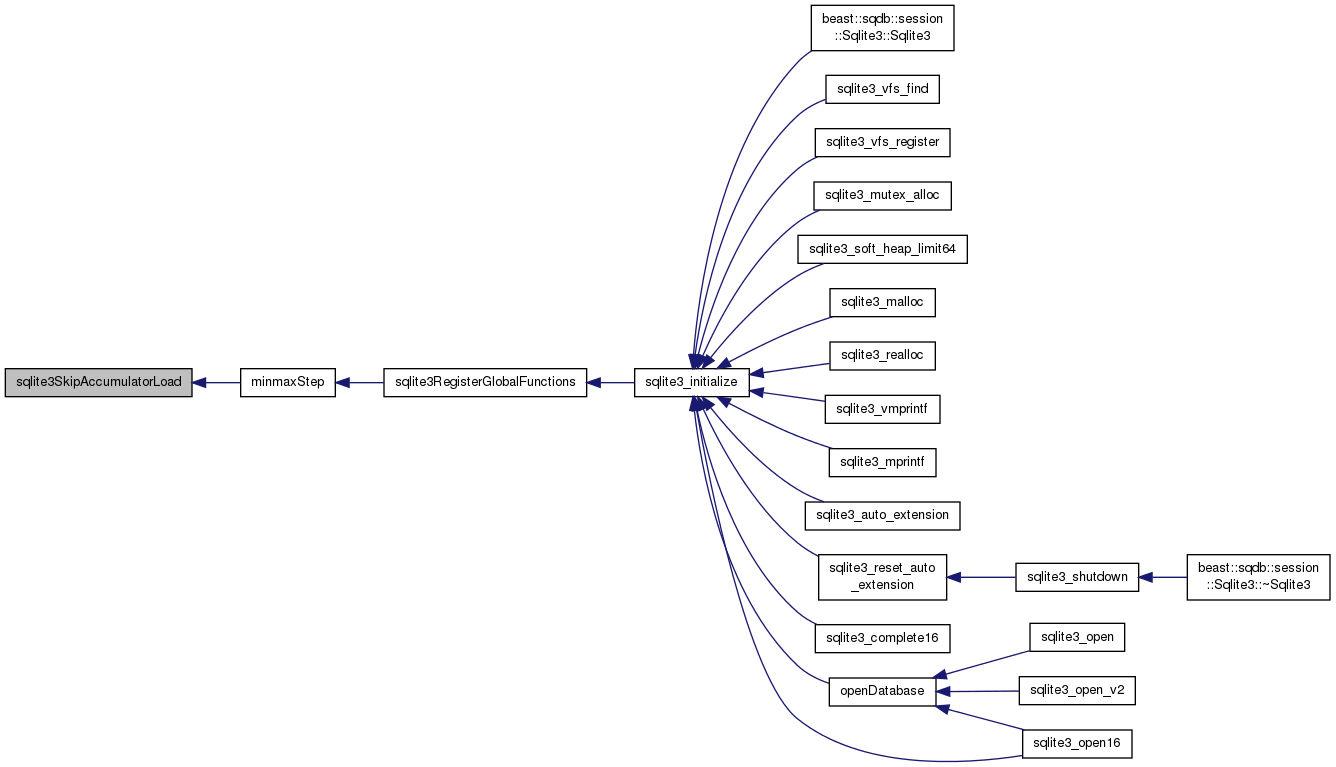 beast::sqdb::session
::Sqlite3::Sqlite3
sqlite3_vfs_find
sqlite3_vfs_register
sqlite3_mutex_alloc
sqlite3_soft_heap_limit64
sqlite3_malloc
sqlite3_realloc
sqlite3SkipAccumulatorLoad
minmaxStep
sqlite3RegisterGlobalFunctions
sqlite3_initialize
sqlite3_vmprintf
sqlite3_mprintf
sqlite3_auto_extension
sqlite3_reset_auto
_extension
sqlite3_shutdown
beast::sqdb::session
::Sqlite3::~Sqlite3
sqlite3_complete16
sqlite3_open
openDatabase
sqlite3_open_v2
sqlite3_open16